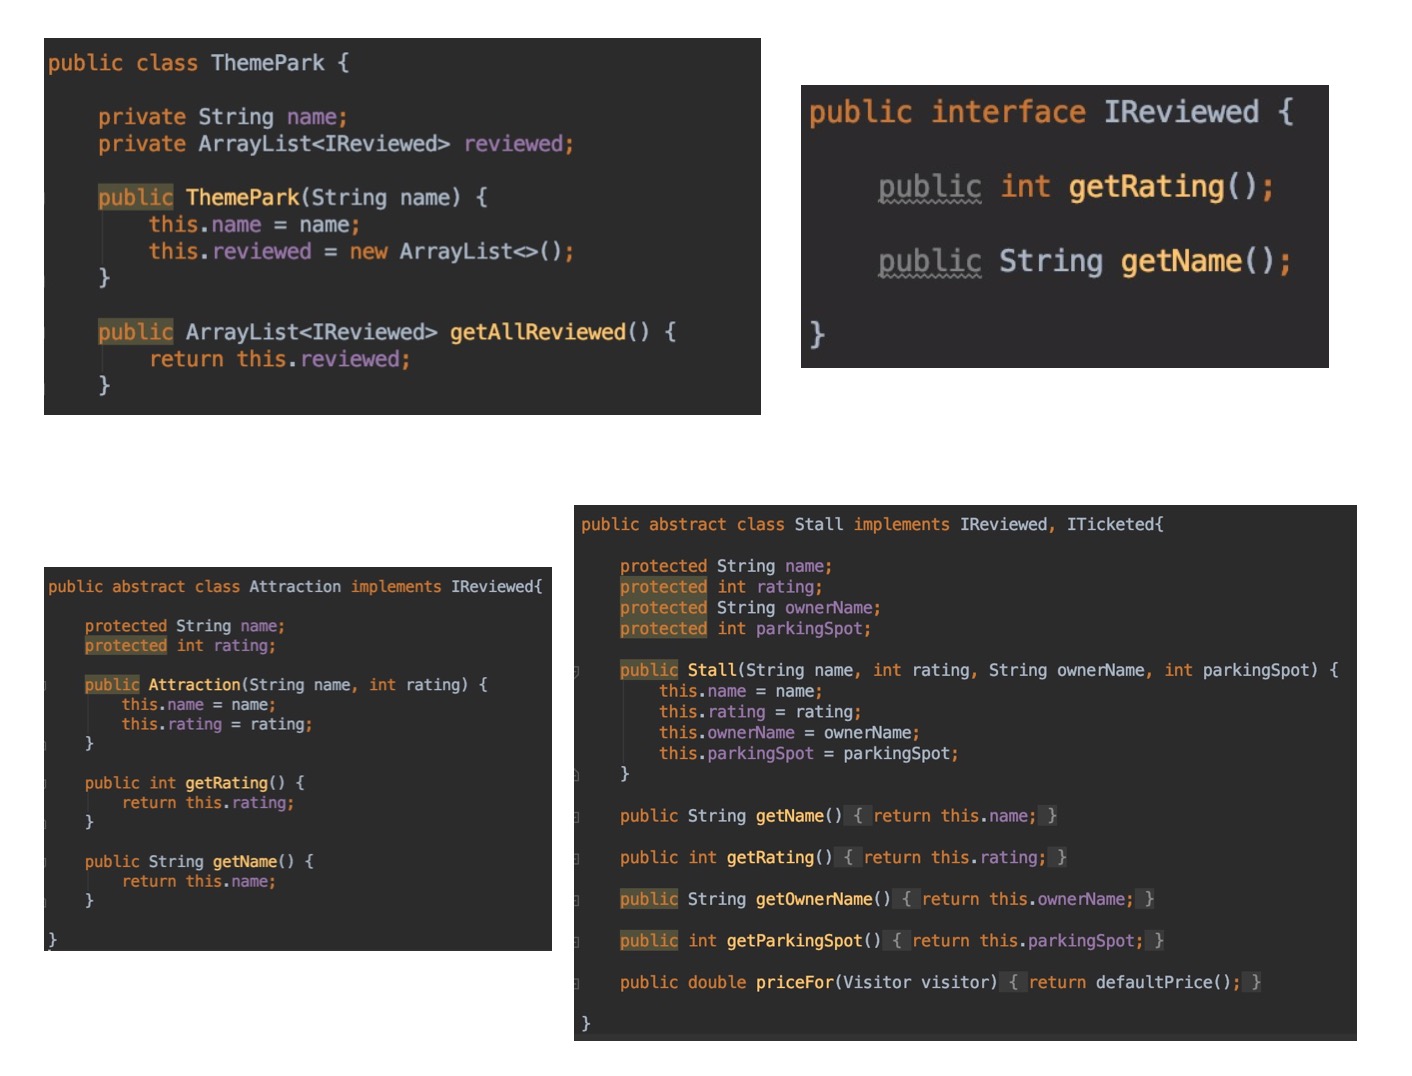 public class ThemePark {
private String name;
private ArrayList<IReviewed> reviewed;
public ThemePark(String name) {
this.name = name;
this.reviewed = new ArrayList<>();
}
public ArrayList<IReviewed> getAllReviewed() {
return this.reviewed;
}
public interface IReviewed {
public int getRating();
public String getName();
}
public abstract class Attraction implements IReviewed{
protected String name;
protected int rating;
public Attraction(String name, int rating) {
this.name = name;
this.rating = rating;
}
public int getRating() {
return this.rating;
}
public String getName() {
return this.name;
}
}
public abstract class Stall implements IReviewed, ITicketed{
protected String name;
protected int rating;
protected String ownerName;
protected int parkingSpot;
public Stall(String name, int rating, String ownerName, int parkingSpot) {
this.name = name;
this.rating = rating;
this.ownerName = ownerName;
this.parkingSpot = parkingSpot;
}
public String getName() { return this.name; }
public int getRating() { return this.rating; }
public String getOwnerName() { return this.ownerName; }
public int getParkingSpot() { return this.parkingSpot; }
public double priceFor(Visitor visitor) { return defaultPrice(); }
}